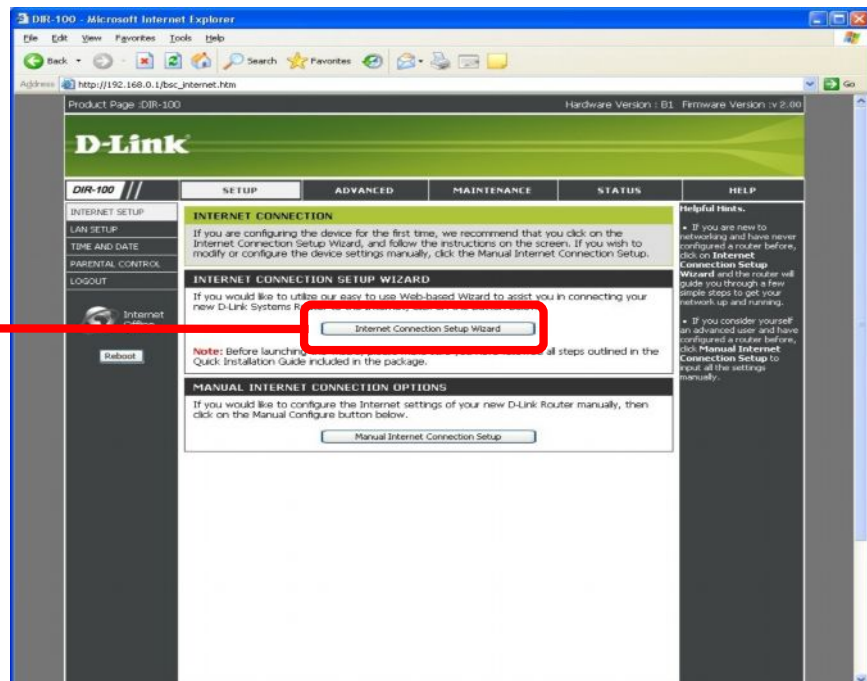 DIR-100 - Microsoft Internet Explorer
File Edit View Favorites Tools Help
Back Search Favorites
Address http://192.168.0.1/bsc_internet.htm Go
Product Page :DIR-100 Hardware Version : B1 Firmware Version :v2.00
D-Link
DIR-100 SETUP ADVANCED MAINTENANCE STATUS HELP
INTERNET SETUP
LAN SETUP
TIME AND DATE
PARENTAL CONTROL
LOGOUT
Internet
Offline
Reboot
INTERNET CONNECTION
If you are configuring the device for the first time, we recommend that you click on the
Internet Connection Setup Wizard, and follow the instructions on the screen. If you wish to
modify or configure the device settings manually, click the Manual Internet Connection Setup.
INTERNET CONNECTION SETUP WIZARD
If you would like to utilize our easy to use Web-based Wizard to assist you in connecting your
new D-Link Systems
Internet Connection Setup Wizard
Note: Before launching all steps outlined in the
Quick Installation Guide included in the package.
MANUAL INTERNET CONNECTION OPTIONS
If you would like to configure the Internet settings of your new D-Link Router manually, then
click on the Manual Configure button below.
Manual Internet Connection Setup
Helpful Hints.
• If you are new to
networking and have never
configured a router before,
click on Internet
Connection Setup
Wizard and the router will
guide you through a few
simple steps to get your
network up and running.
• If you consider yourself
an advanced user and have
configured a router before,
click Manual Internet
Connection Setup to
input all the settings
manually.